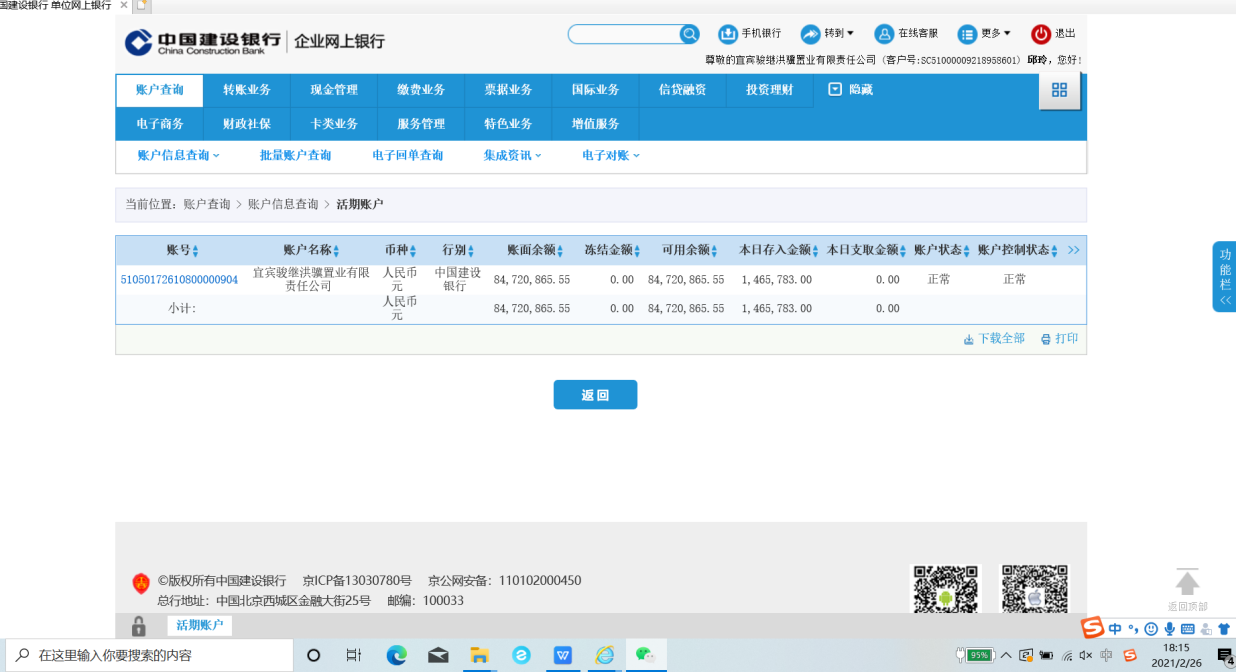 国建设银行 单位网上银行
中国建设银行 企业网上银行
China Construction Bank
手机银行 转到 在线客服 更多 退出
尊敬的宜宾骏继洪骥置业有限责任公司（客户号:SC51000009218958601）邱玲，您好！
账户查询 转账业务 现金管理 缴费业务 票据业务 国际业务 信贷融资 投资理财 隐藏
电子商务 财政社保 卡类业务 服务管理 特色业务 增值服务
账户信息查询 批量账户查询 电子回单查询 集成资讯 电子对账
当前位置：账户查询 > 账户信息查询 > 活期账户
账号 账户名称 币种 行别 账面余额 冻结金额 可用余额 本日存入金额 本日支取金额 账户状态 账户控制状态 >>
51050172610800000904 宜宾骏继洪骥置业有限责任公司 人民币元 中国建设银行 84,720,865.55 0.00 84,720,865.55 1,465,783.00 0.00 正常 正常
小计： 人民币元 84,720,865.55 0.00 84,720,865.55 1,465,783.00 0.00
下载全部 打印
返回
功能栏
<<
©版权所有中国建设银行 京ICP备13030780号 京公网安备：110102000450
总行地址：中国北京西城区金融大街25号 邮编：100033
返回顶部
活期账户
中
在这里输入你要搜索的内容
95% 中 18:15
2021/2/26
4